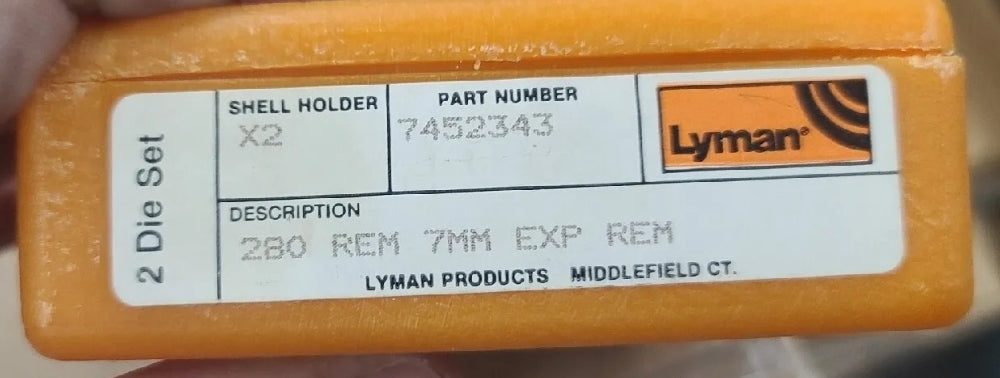 2 Die Set
SHELL HOLDER
X2
PART NUMBER
7452343
Lyman®
DESCRIPTION
280 REM 7MM EXP REM
LYMAN PRODUCTS MIDDLEFIELD CT.